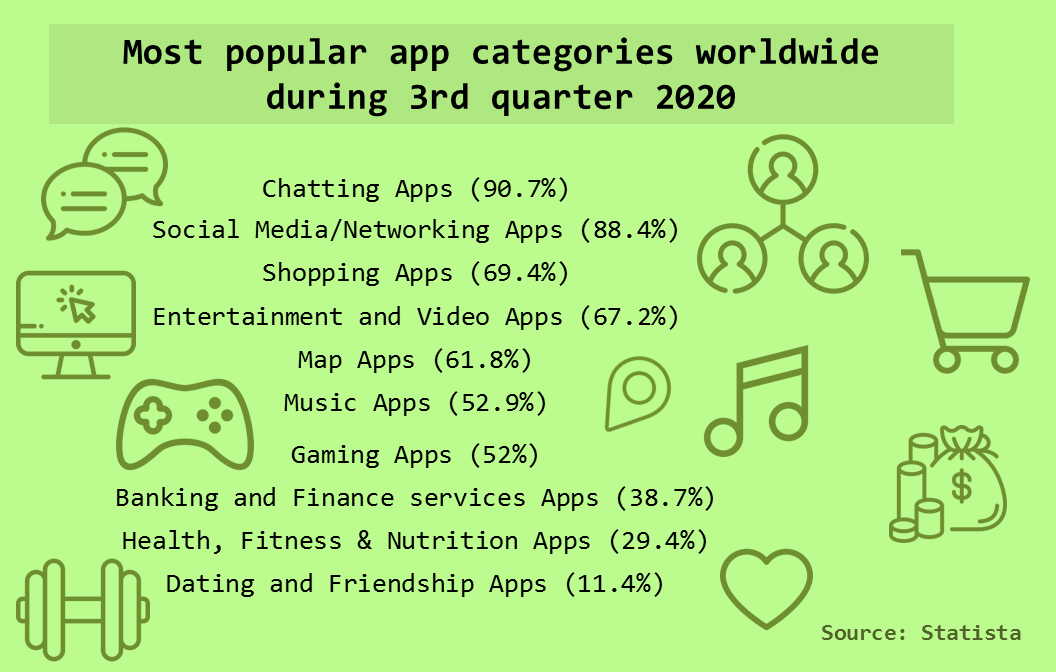 Most popular app categories worldwide
during 3rd quarter 2020
Chatting Apps (90.7%)
Social Media/Networking Apps (88.4%)
Shopping Apps (69.4%)
Entertainment and Video Apps (67.2%)
Map Apps (61.8%)
Music Apps (52.9%)
Gaming Apps (52%)
Banking and Finance services Apps (38.7%)
Health, Fitness & Nutrition Apps (29.4%)
Dating and Friendship Apps (11.4%)
$
Source: Statista